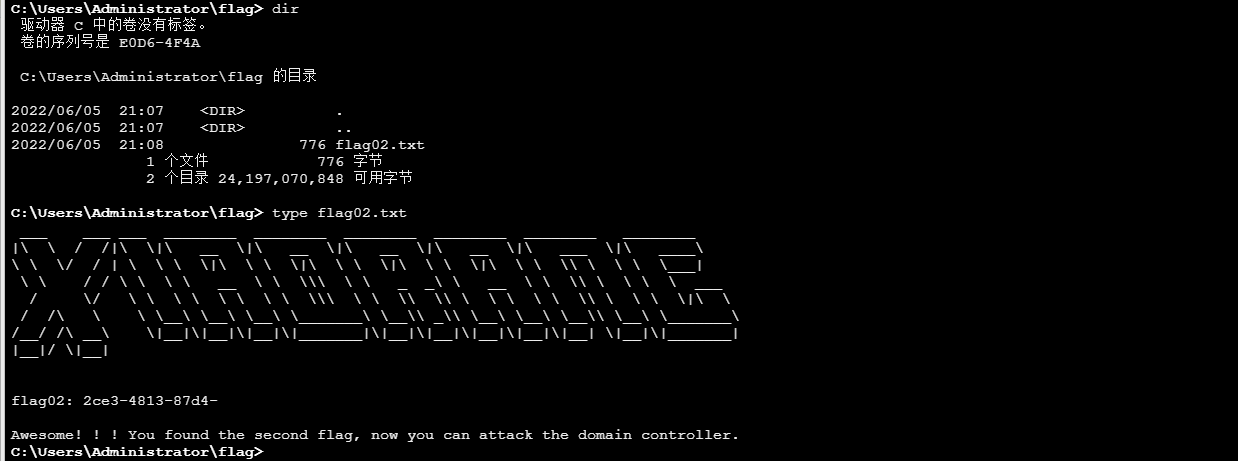 C:\Users\Administrator\flag> dir
驱动器 C 中的卷没有标签。
卷的序列号是 E0D6-4F4A
C:\Users\Administrator\flag 的目录
2022/06/05  21:07    <DIR>          .
2022/06/05  21:07    <DIR>          ..
2022/06/05  21:08               776 flag02.txt
1 个文件            776 字节
2 个目录 24,197,070,848 可用字节
C:\Users\Administrator\flag> type flag02.txt
XIAORANG
flag02: 2ce3-4813-87d4-
Awesome! ! ! You found the second flag, now you can attack the domain controller.
C:\Users\Administrator\flag>